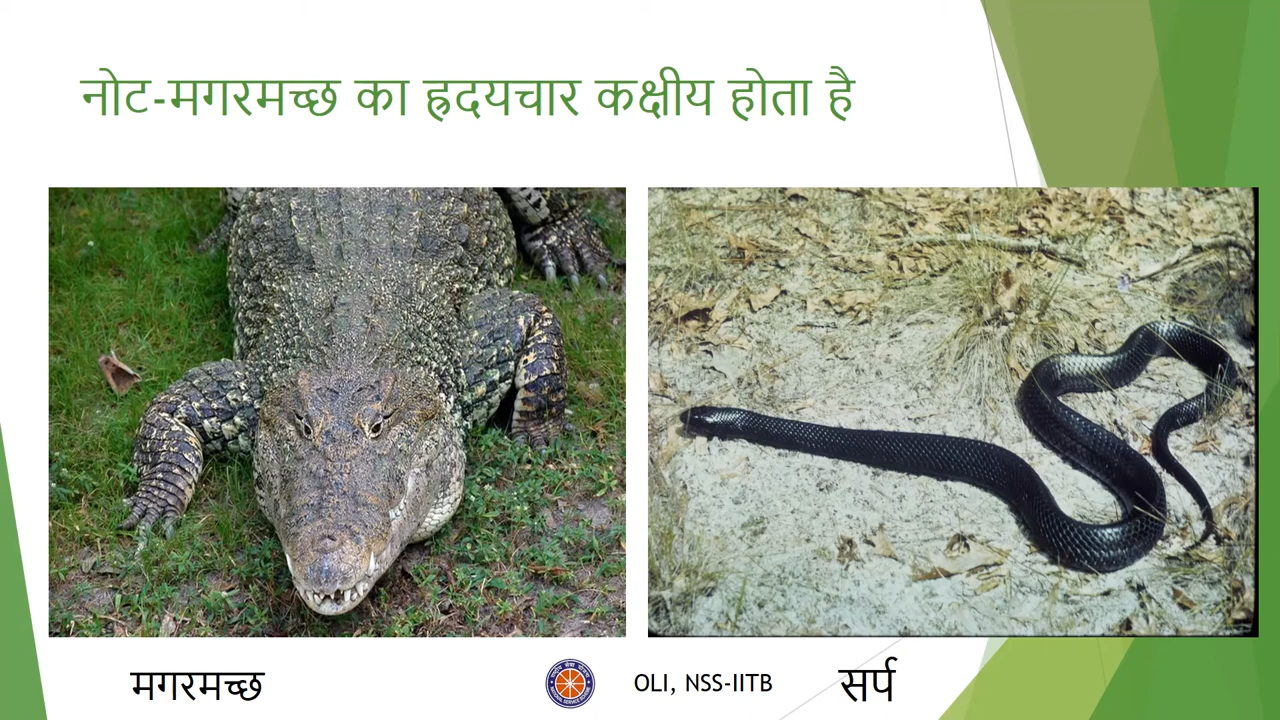 नोट-मगरमच्छ का ह्रदयचार कक्षीय होता है
मगरमच्छ
OLI, NSS-IITB
सर्प